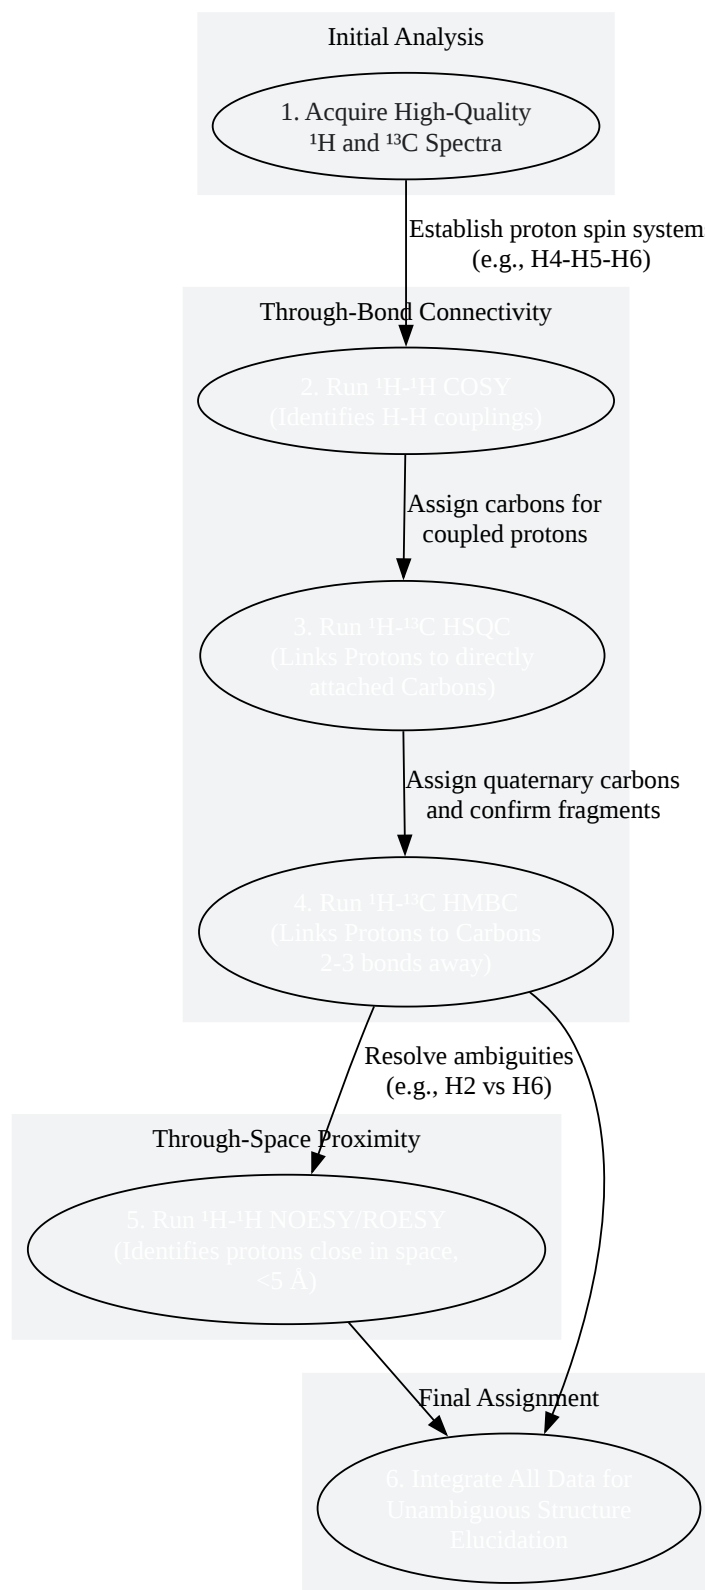 Initial Analysis
1. Acquire High-Quality
¹H and ¹³C Spectra
Establish proton spin systems
(e.g., H4-H5-H6)
Through-Bond Connectivity
2. Run ¹H-¹H COSY
(Identifies H-H couplings)
Assign carbons for
coupled protons
3. Run ¹H-¹³C HSQC
(Links Protons to directly
attached Carbons)
Assign quaternary carbons
and confirm fragments
4. Run ¹H-¹³C HMBC
(Links Protons to Carbons
2-3 bonds away)
Resolve ambiguities
(e.g., H2 vs H6)
Through-Space Proximity
5. Run ¹H-¹H NOESY/ROESY
(Identifies protons close in space,
<5 Å)
Final Assignment
6. Integrate All Data for
Unambiguous Structure
Elucidation